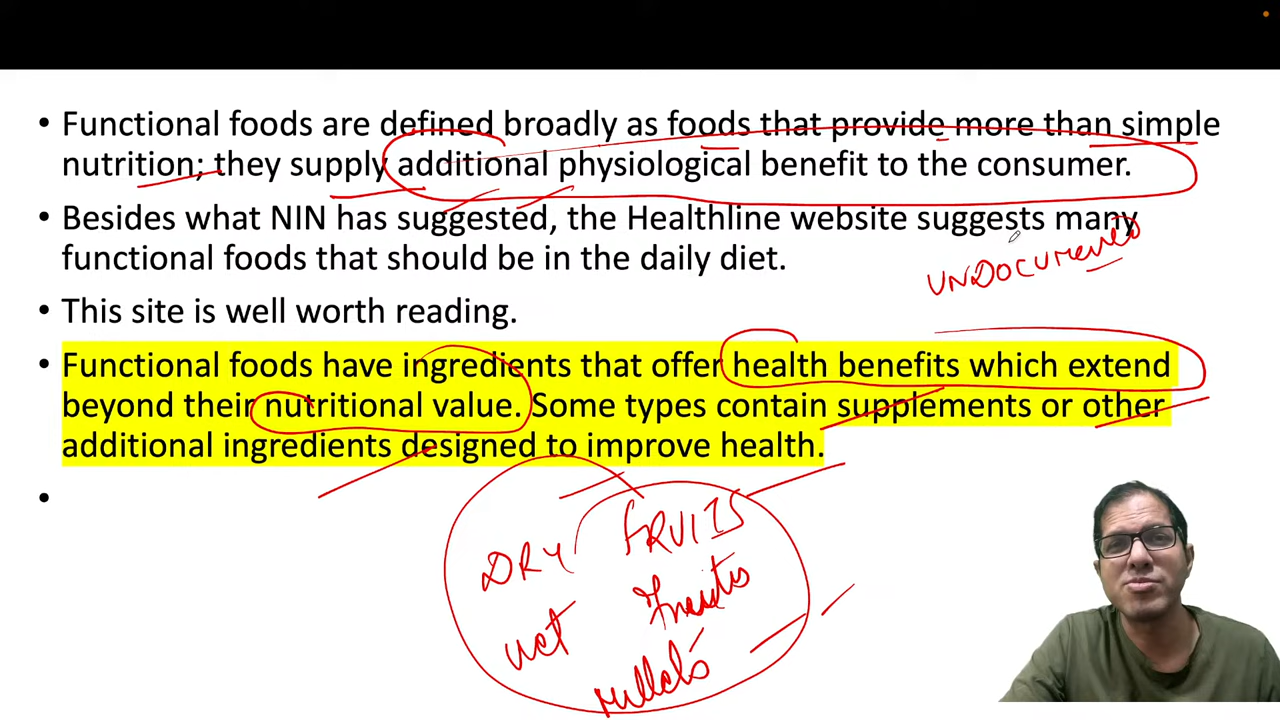 • Functional foods are defined broadly as foods that provide more than simple
nutrition; they supply additional physiological benefit to the consumer.
• Besides what NIN has suggested, the Healthline website suggests many
functional foods that should be in the daily diet.
UNDOCUMENTED
• This site is well worth reading.
• Functional foods have ingredients that offer health benefits which extend
beyond their nutritional value. Some types contain supplements or other
additional ingredients designed to improve health.
•
DRY FRUITS
nut
millets